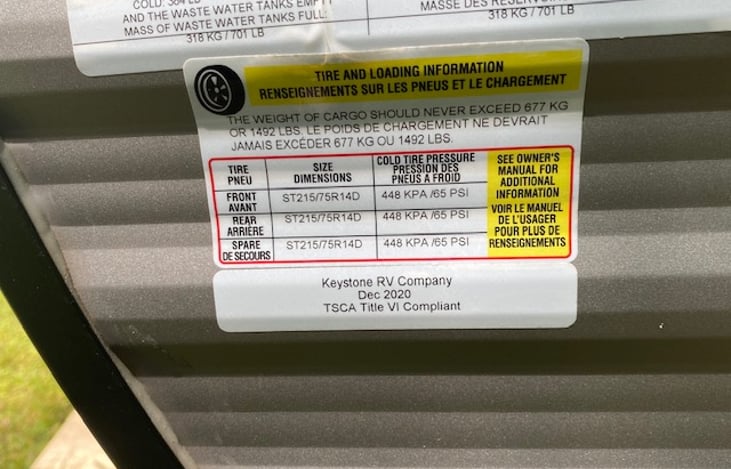 COLD: 384 LB
AND THE WASTE WATER TANKS EMPTY
MASS OF WASTE WATER TANKS FULL:
318 KG / 701 LB
318 KG / 701 LB
TIRE AND LOADING INFORMATION
RENSEIGNEMENTS SUR LES PNEUS ET LE CHARGEMENT
THE WEIGHT OF CARGO SHOULD NEVER EXCEED 677 KG
OR 1492 LBS. LE POIDS DE CHARGEMENT NE DEVRAIT
JAMAIS EXCÉDER 677 KG OU 1492 LBS.
TIRE
PNEU
SIZE
DIMENSIONS
COLD TIRE PRESSURE
PRESSION DES
PNEUS A FROID
SEE OWNER'S
MANUAL FOR
ADDITIONAL
INFORMATION
VOIR LE MANUEL
DE L'USAGER
POUR PLUS DE
RENSEIGNEMENTS
FRONT
AVANT
ST215/75R14D
448 KPA /65 PSI
REAR
ARRIÈRE
ST215/75R14D
448 KPA /65 PSI
SPARE
DE SECOURS
ST215/75R14D
448 KPA /65 PSI
Keystone RV Company
Dec 2020
TSCA Title VI Compliant